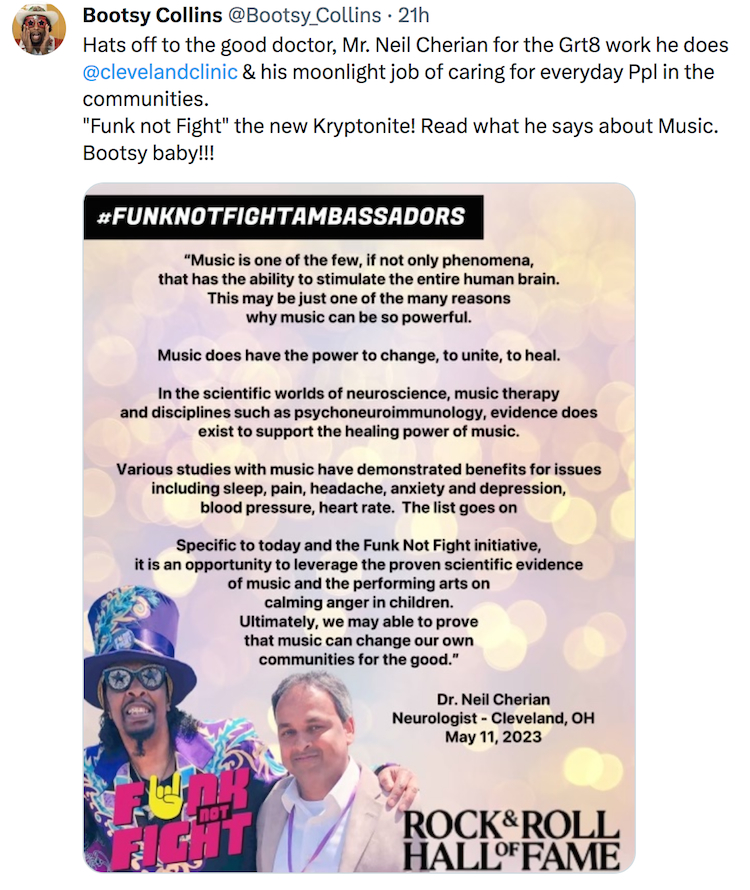 Bootsy Collins @Bootsy_Collins · 21h
Hats off to the good doctor, Mr. Neil Cherian for the Grt8 work he does
@clevelandclinic & his moonlight job of caring for everyday Ppl in the
communities.
"Funk not Fight" the new Kryptonite! Read what he says about Music.
Bootsy baby!!!
#FUNKNOTFIGHTAMBASSADORS
“Music is one of the few, if not only phenomena,
that has the ability to stimulate the entire human brain.
This may be just one of the many reasons
why music can be so powerful.
Music does have the power to change, to unite, to heal.
In the scientific worlds of neuroscience, music therapy
and disciplines such as psychoneuroimmunology, evidence does
exist to support the healing power of music.
Various studies with music have demonstrated benefits for issues
including sleep, pain, headache, anxiety and depression,
blood pressure, heart rate.  The list goes on
Specific to today and the Funk Not Fight initiative,
it is an opportunity to leverage the proven scientific evidence
of music and the performing arts on
calming anger in children.
Ultimately, we may able to prove
that music can change our own
communities for the good.”
Dr. Neil Cherian
Neurologist - Cleveland, OH
May 11, 2023
FUNK
NOT
FIGHT
ROCK & ROLL
HALL OF FAME